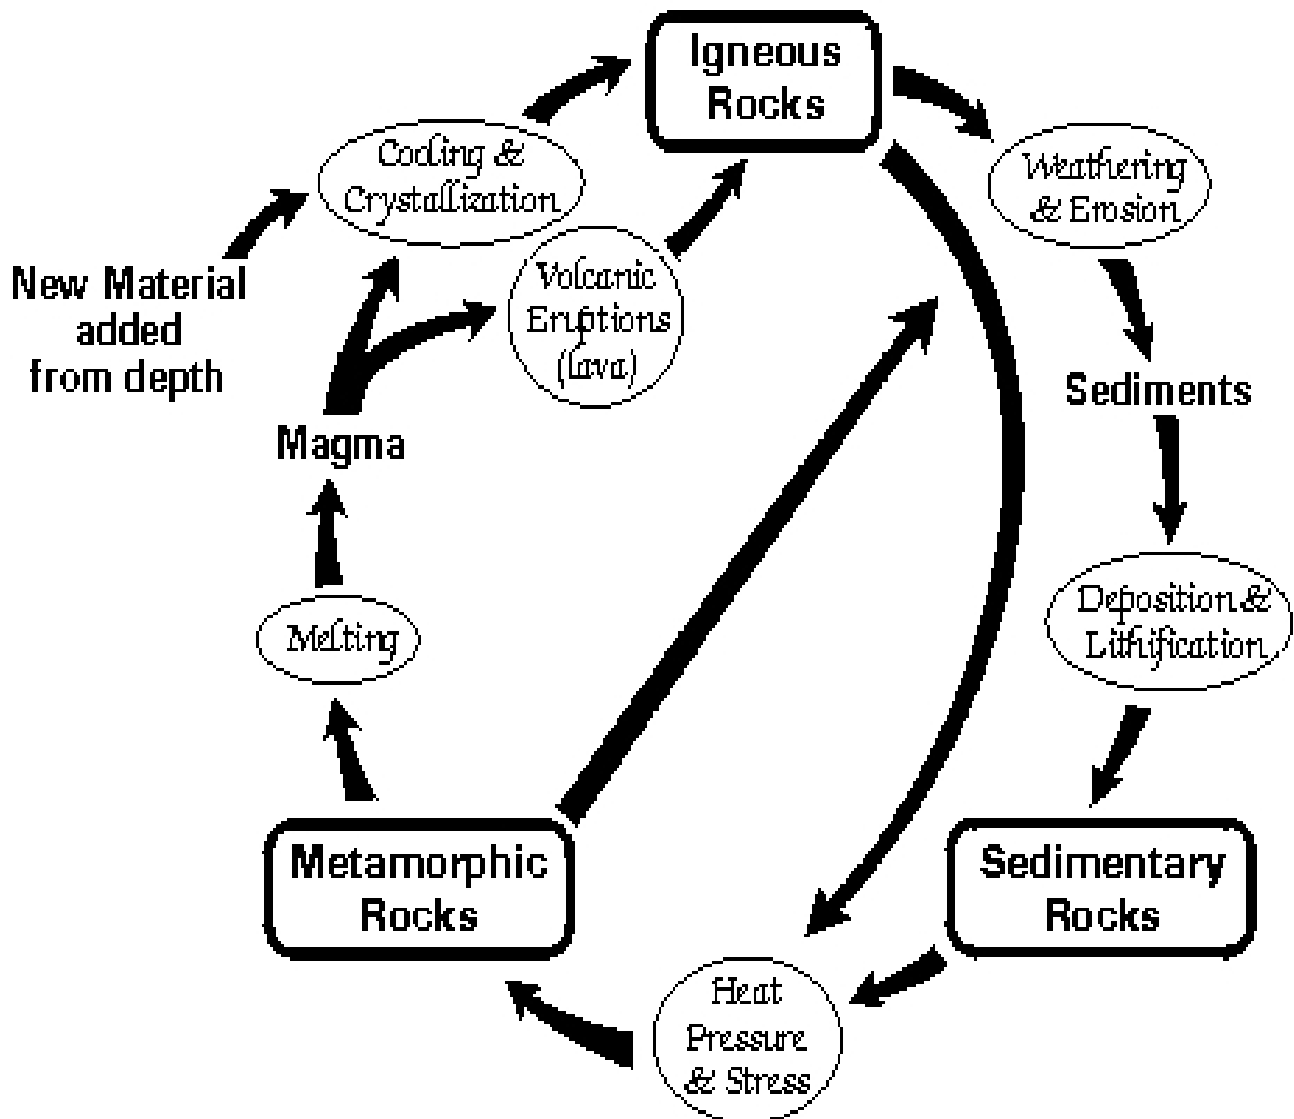 Igneous
Rocks
Cooling &
Crystallization
Weathering
& Erosion
New Material
added
from depth
Volcanic
Eruptions
(lava)
Sediments
Magma
Melting
Deposition &
Lithification
Metamorphic
Rocks
Sedimentary
Rocks
Heat
Pressure
& Stress